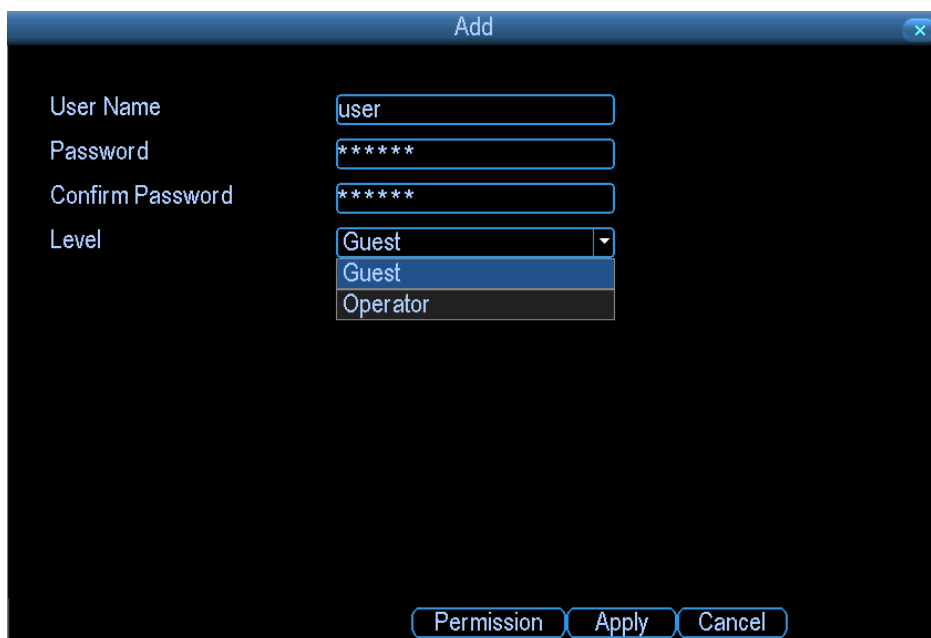 Add
User Name user
Password ******
Confirm Password ******
Level Guest
Guest
Operator
Permission Apply Cancel